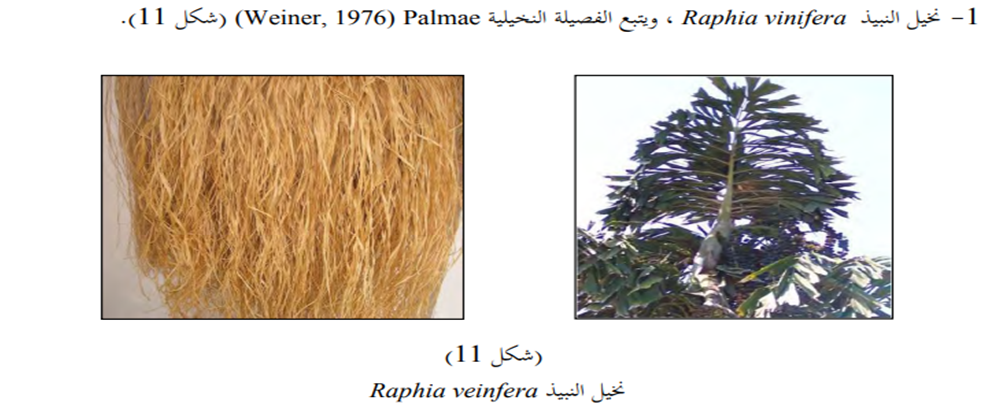 1- نخيل النبيذ Raphia vinifera ، ويتبع الفصيلة النخيلية Palmae (Weiner, 1976) (شكل 11).
(شكل 11)
نخيل النبيذ Raphia veinfera